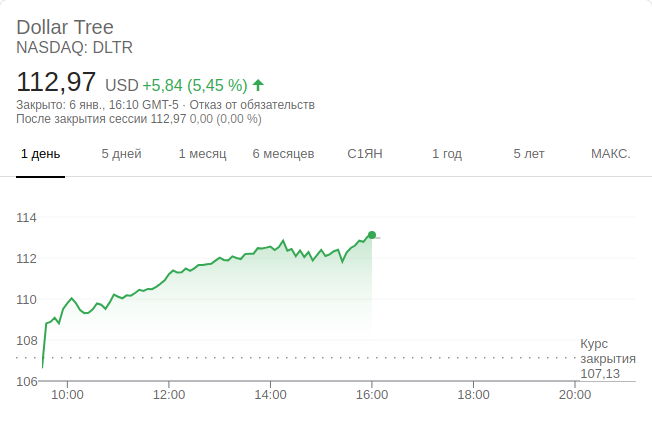 Dollar Tree
NASDAQ: DLTR
112,97 USD +5,84 (5,45 %)
Закрыто: 6 янв., 16:10 GMT-5 · Отказ от обязательств
После закрытия сессии 112,97 0,00 (0,00 %)
1 день 5 дней 1 месяц 6 месяцев С1ЯН 1 год 5 лет МАКС.
114
112
110
108
106
Курс
закрытия
107,13
10:00 12:00 14:00 16:00 18:00 20:00